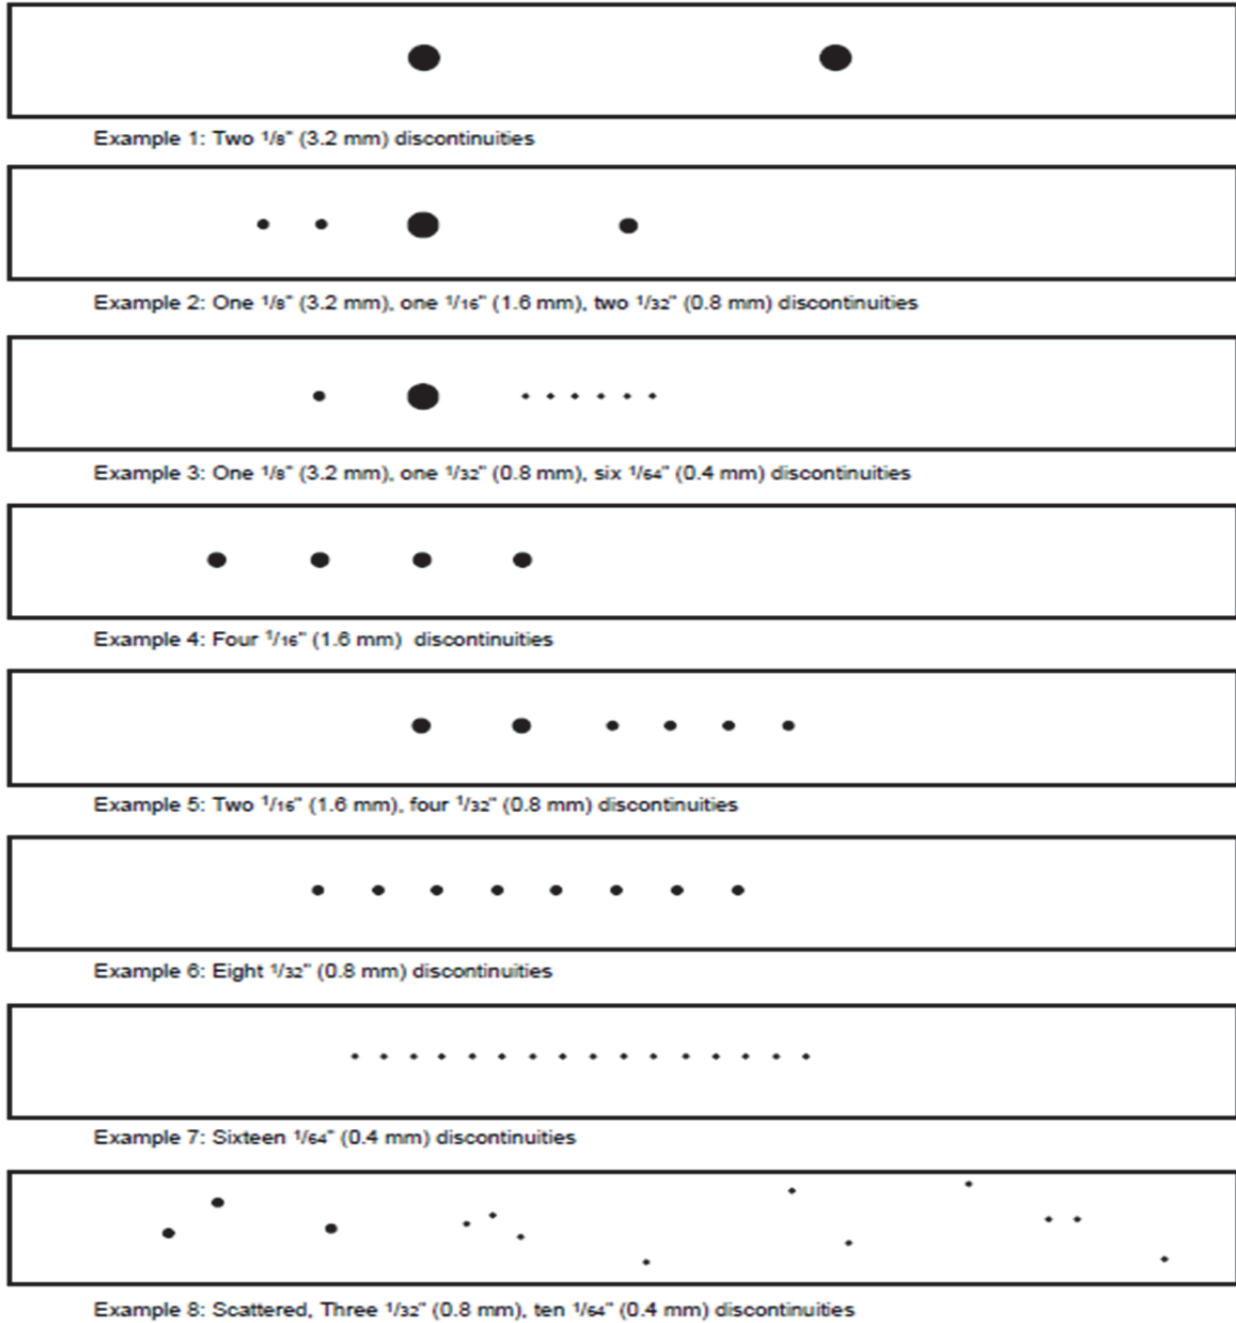 Example 1: Two 1/8" (3.2 mm) discontinuities
Example 2: One 1/8" (3.2 mm), one 1/16" (1.6 mm), two 1/32" (0.8 mm) discontinuities
Example 3: One 1/8" (3.2 mm), one 1/32" (0.8 mm), six 1/64" (0.4 mm) discontinuities
Example 4: Four 1/16" (1.6 mm) discontinuities
Example 5: Two 1/16" (1.6 mm), four 1/32" (0.8 mm) discontinuities
Example 6: Eight 1/32" (0.8 mm) discontinuities
Example 7: Sixteen 1/64" (0.4 mm) discontinuities
Example 8: Scattered, Three 1/32" (0.8 mm), ten 1/64" (0.4 mm) discontinuities